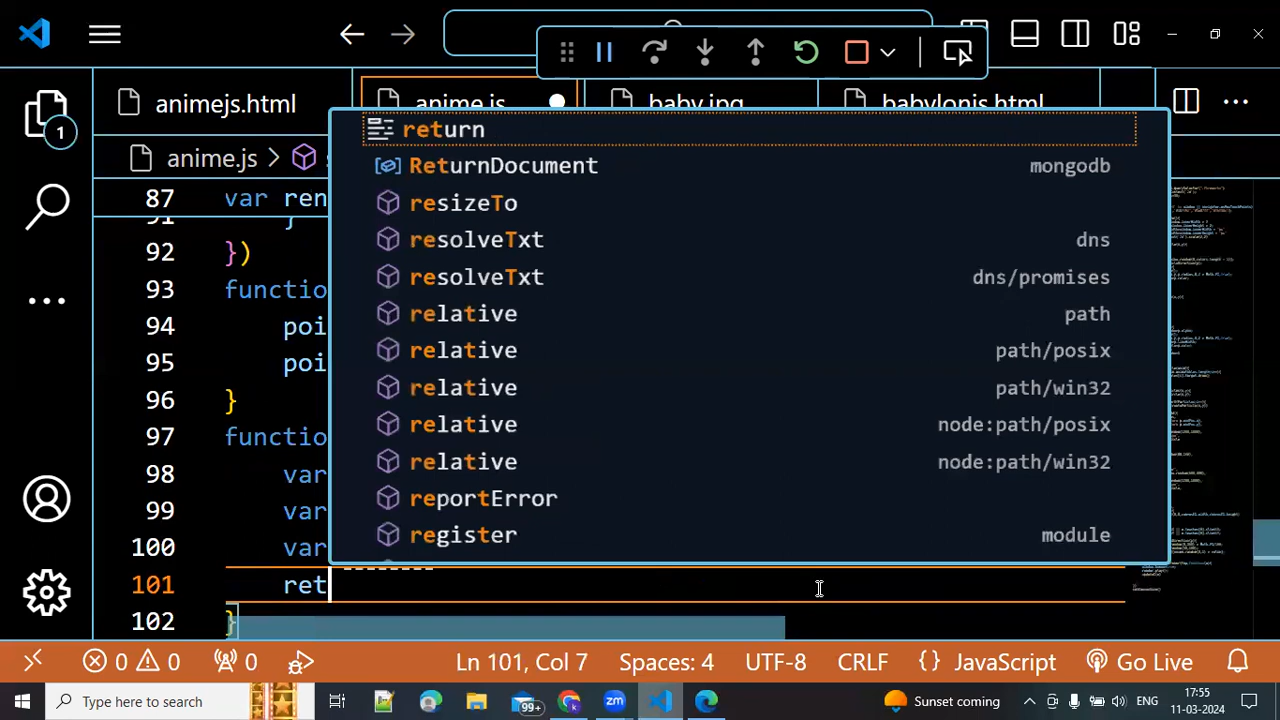 animejs.html
anime.js
baby.jpg
babylonjs.html
1
anime.js
return
ReturnDocument mongodb
resizeTo
resolveTxt dns
resolveTxt dns/promises
relative path
relative path/posix
relative path/win32
relative node:path/posix
relative node:path/win32
reportError
register module
87 var ren
91 }
92 })
93 functio
94 poi
95 poi
96 }
97 functio
98 var
99 var
100 var
101 ret
102 }
0 0 0
Ln 101, Col 7
Spaces: 4
UTF-8
CRLF
{} JavaScript
Go Live
Type here to search
99+
zm
Sunset coming
ENG
17:55
11-03-2024